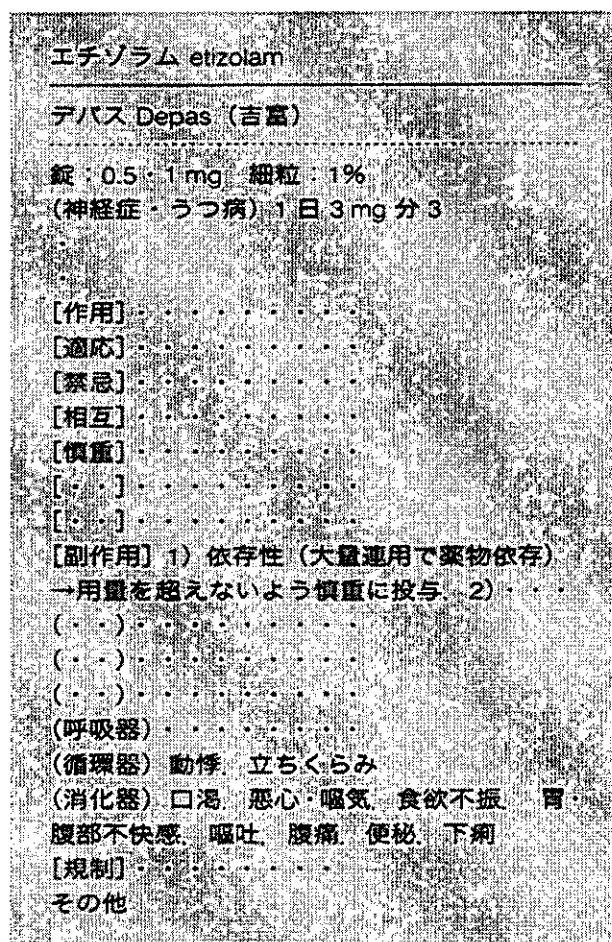 エチゾラム etizolam
デパス Depas（吉富）
錠：0.5・1 mg　細粒：1%
（神経症・うつ病）1 日 3 mg 分 3
・
・
[作用]・・・・・・・・・
[適応]・・・・・・・・・
[禁忌]・・・・・・・・・
[相互]・・・・・・・・・
[慎重]・・・・・・・・・
[・・]・・・・・・・・・
[・・]・・・・・・・・・
[副作用] 1）依存性（大量連用で薬物依存）
→用量を超えないよう慎重に投与．2）・・・
（・・）・・・・・・・・・
（・・）・・・・・・・・・
（・・）・・・・・・・・・
（呼吸器）・・・・・・・・
（循環器）動悸，立ちくらみ
（消化器）口渇，悪心・嘔気，食欲不振，胃・
腹部不快感，嘔吐，腹痛，便秘，下痢
[規制]・・・・・・・・
その他